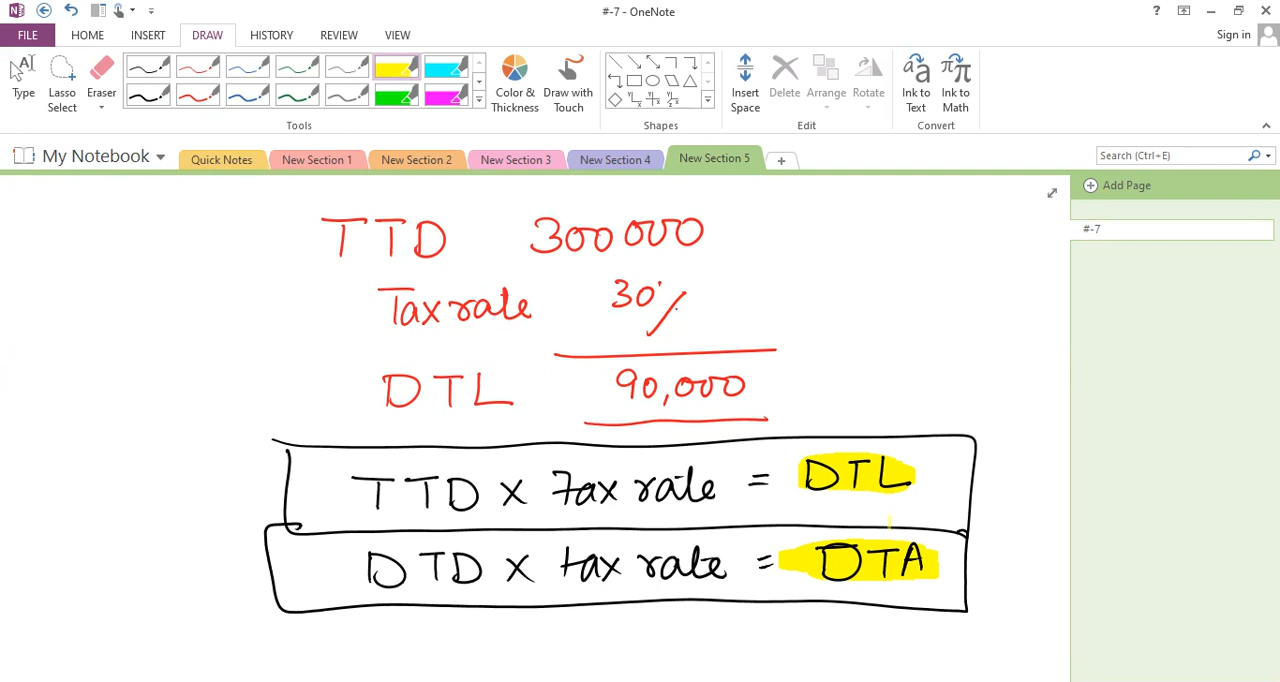 #-7 - OneNote
? Sign in
FILE HOME INSERT DRAW HISTORY REVIEW VIEW
Type Lasso Select Eraser Color & Thickness Draw with Touch Insert Space Delete Arrange Rotate Ink to Text Ink to Math
Tools Shapes Edit Convert
My Notebook Quick Notes New Section 1 New Section 2 New Section 3 New Section 4 New Section 5 Search (Ctrl+E)
Add Page
#-7
TTD 300000
Tax rate 30%
DTL 90,000
TTD x Tax rate = DTL
DTD x tax rate = DTA